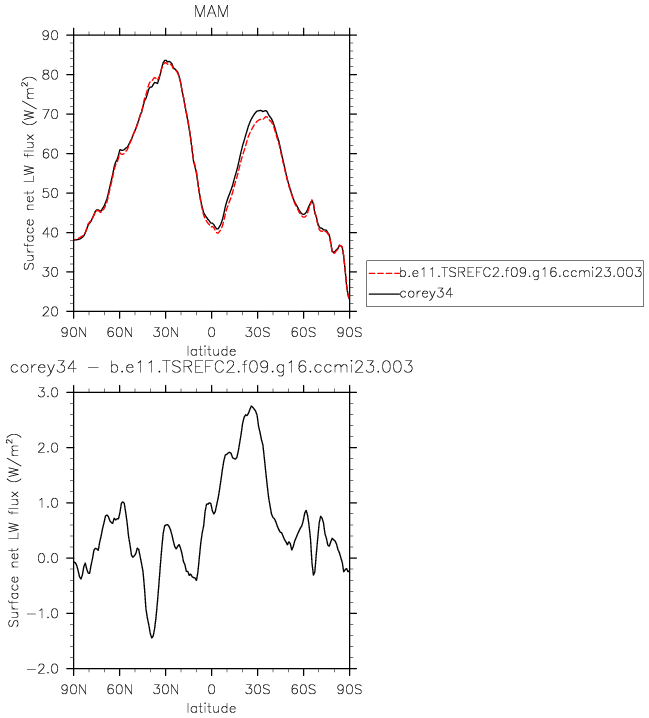 MAM
Surface net LW flux (W/m²)
90
80
70
60
50
40
30
20
90N 60N 30N 0 30S 60S 90S
latitude
b.e11.TSREFC2.f09.g16.ccmi23.003
corey34
corey34 − b.e11.TSREFC2.f09.g16.ccmi23.003
Surface net LW flux (W/m²)
3.0
2.0
1.0
0.0
−1.0
−2.0
90N 60N 30N 0 30S 60S 90S
latitude